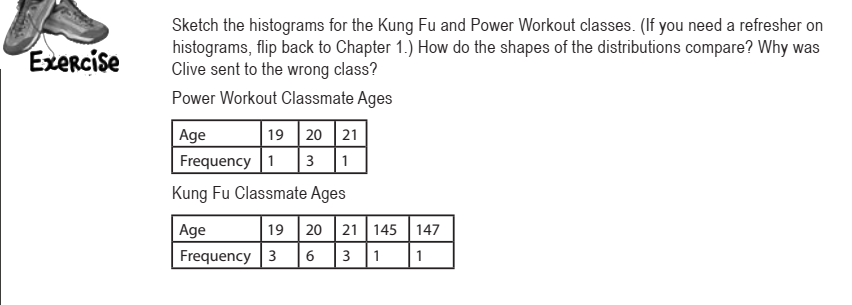 Exercise
Sketch the histograms for the Kung Fu and Power Workout classes. (If you need a refresher on
histograms, flip back to Chapter 1.) How do the shapes of the distributions compare? Why was
Clive sent to the wrong class?
Power Workout Classmate Ages
Age 19 20 21
Frequency 1 3 1
Kung Fu Classmate Ages
Age 19 20 21 145 147
Frequency 3 6 3 1 1